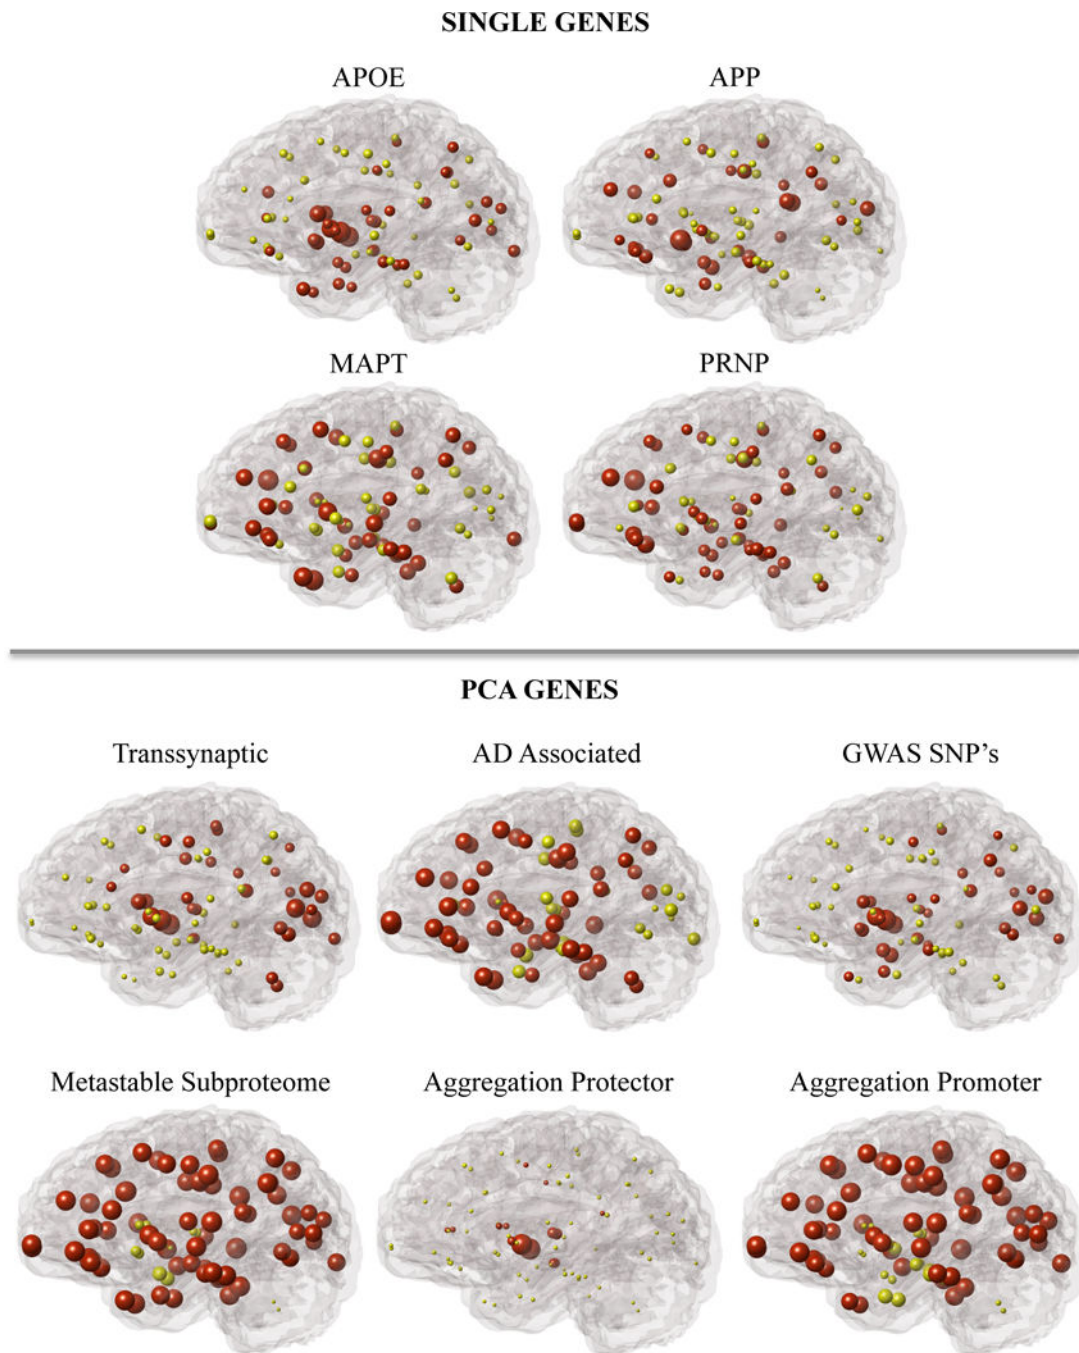 SINGLE GENES
APOE
APP
MAPT
PRNP
PCA GENES
Transsynaptic
AD Associated
GWAS SNP's
Metastable Subproteome
Aggregation Protector
Aggregation Promoter